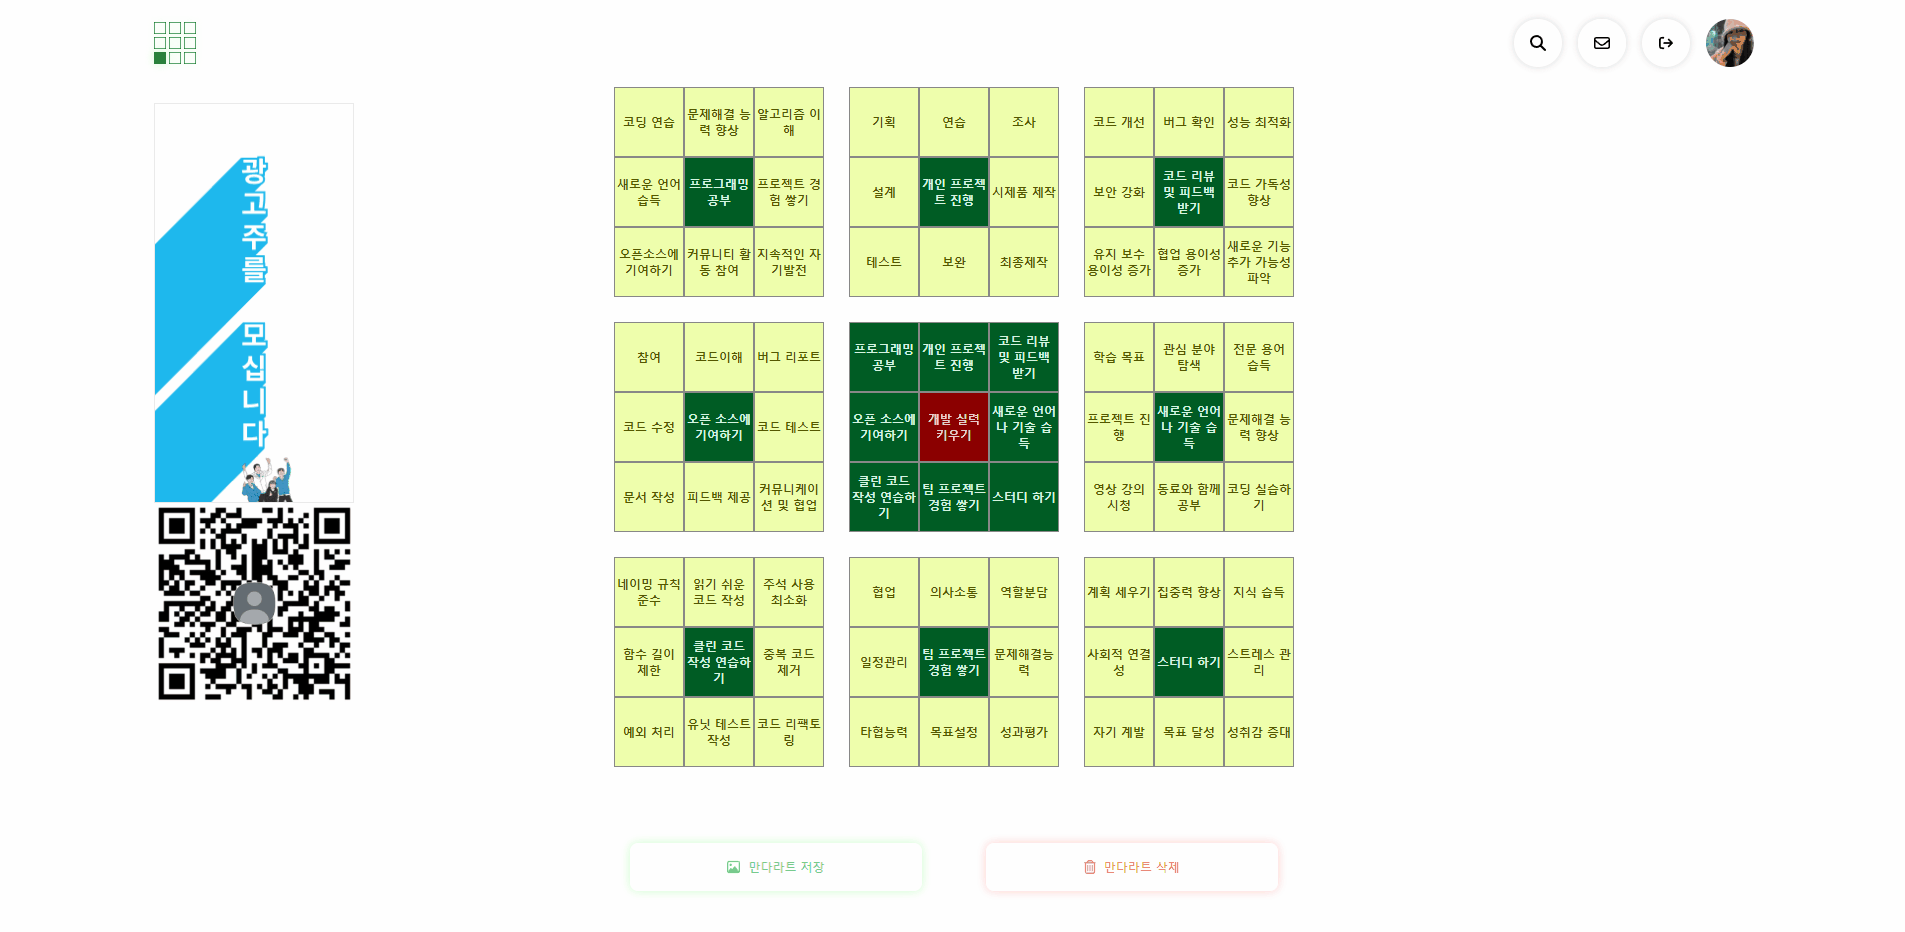 광고주를 모십니다
코딩 연습
문제해결 능
력 향상
알고리즘 이
해
새로운 언어
습득
프로그래밍
공부
프로젝트 경
험 쌓기
오픈소스에
기여하기
커뮤니티 활
동 참여
지속적인 자
기발전
기획
연습
조사
설계
개인 프로젝
트 진행
시제품 제작
테스트
보완
최종제작
코드 개선
버그 확인
성능 최적화
보안 강화
코드 리뷰
및 피드백
받기
코드 가독성
향상
유지 보수
용이성 증가
협업 용이성
증가
새로운 기능
추가 가능성
파악
참여
코드이해
버그 리포트
코드 수정
오픈 소스에
기여하기
코드 테스트
문서 작성
피드백 제공
커뮤니케이
션 및 협업
프로그래밍
공부
개인 프로젝
트 진행
코드 리뷰
및 피드백
받기
오픈 소스에
기여하기
개발 실력
키우기
새로운 언어
나 기술 습
득
클린 코드
작성 연습하
기
팀 프로젝트
경험 쌓기
스터디 하기
학습 목표
관심 분야
탐색
전문 용어
습득
프로젝트 진
행
새로운 언어
나 기술 습
득
문제해결 능
력 향상
영상 강의
시청
동료와 함께
공부
코딩 실습하
기
네이밍 규칙
준수
읽기 쉬운
코드 작성
주석 사용
최소화
함수 길이
제한
클린 코드
작성 연습하
기
중복 코드
제거
예외 처리
유닛 테스트
작성
코드 리팩토
링
협업
의사소통
역할분담
일정관리
팀 프로젝트
경험 쌓기
문제해결능
력
타협능력
목표설정
성과평가
계획 세우기
집중력 향상
지식 습득
사회적 연결
성
스터디 하기
스트레스 관
리
자기 계발
목표 달성
성취감 증대
만다라트 저장
만다라트 삭제